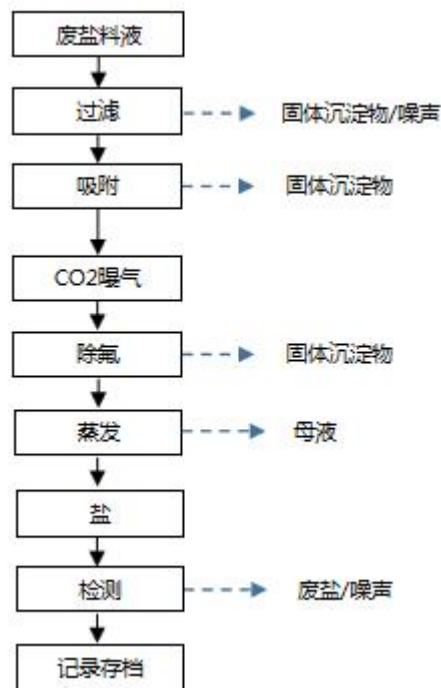 废盐料液
过滤
固体沉淀物/噪声
吸附
固体沉淀物
CO2曝气
除氟
固体沉淀物
蒸发
母液
盐
检测
废盐/噪声
记录存档